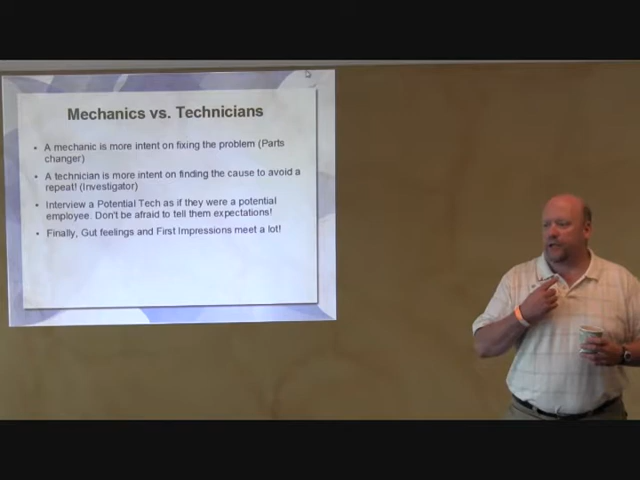 Mechanics vs. Technicians
• A mechanic is more intent on fixing the problem (Parts
changer)
• A technician is more intent on finding the cause to avoid a
repeat! (Investigator)
• Interview a Potential Tech as if they were a potential
employee. Don't be afraid to tell them expectations!
• Finally, Gut feelings and First Impressions meet a lot!